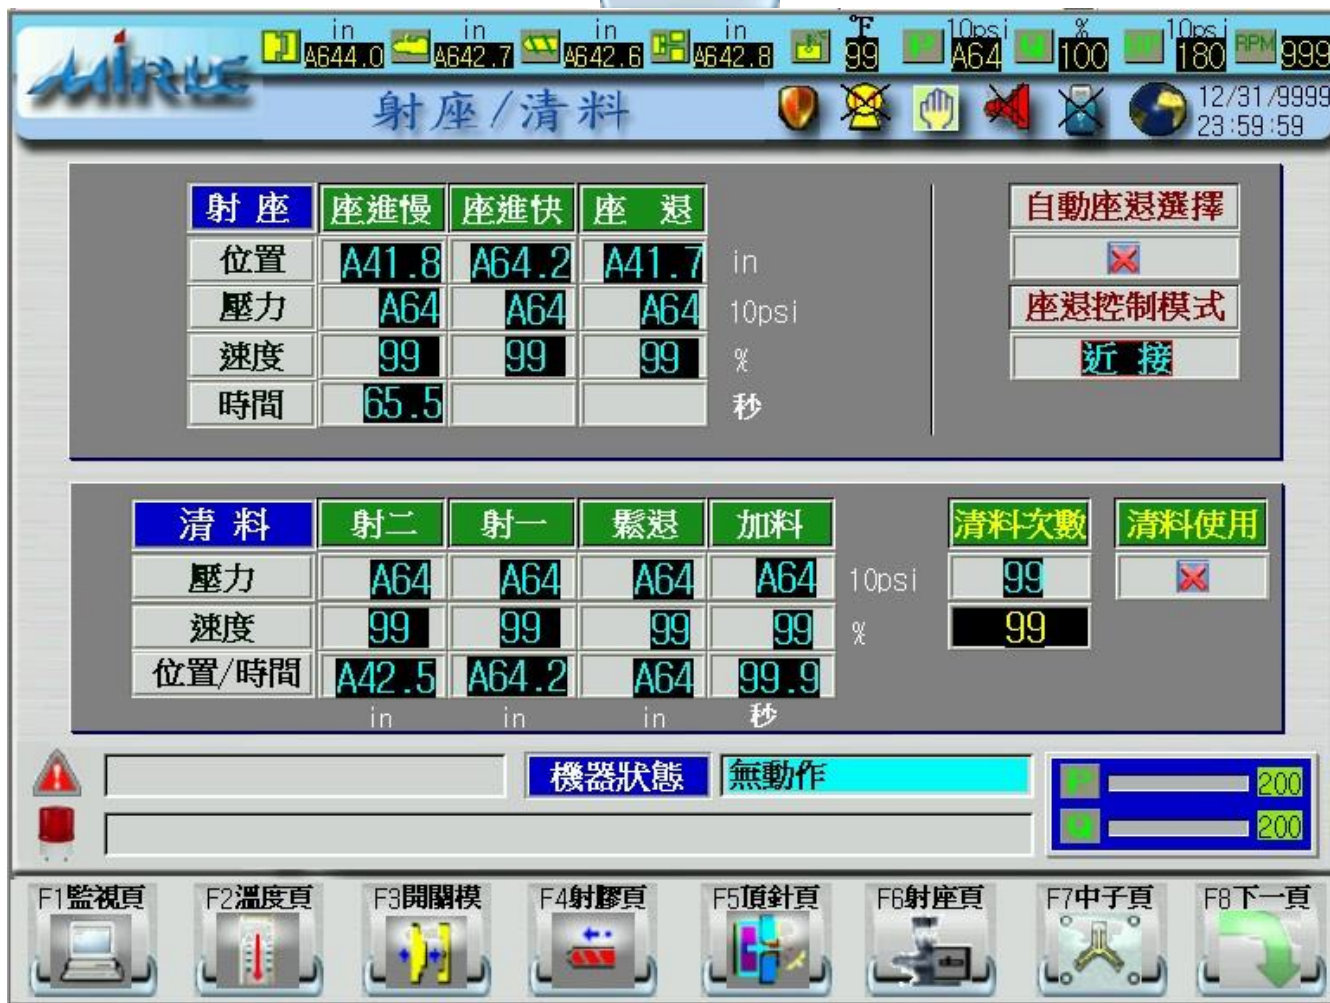 in in in in ℉ 10psi % 10psi
A644.0 A642.7 A642.6 A642.8 99 P A64 Q 100 180 RPM 999
MIRLE
射座/清料
12/31/9999
23:59:59
射 座 座進慢 座進快 座 退 自動座退選擇
位置 A41.8 A64.2 A41.7 in
壓力 A64 A64 A64 10psi 座退控制模式
速度 99 99 99 % 近 接
時間 65.5 秒
清 料 射二 射一 鬆退 加料 清料次數 清料使用
壓力 A64 A64 A64 A64 10psi 99
速度 99 99 99 99 % 99
位置/時間 A42.5 A64.2 A64 99.9
in in in 秒
機器狀態 無動作
P 200
Q 200
F1監視頁 F2溫度頁 F3開關模 F4射膠頁 F5頂針頁 F6射座頁 F7中子頁 F8下一頁